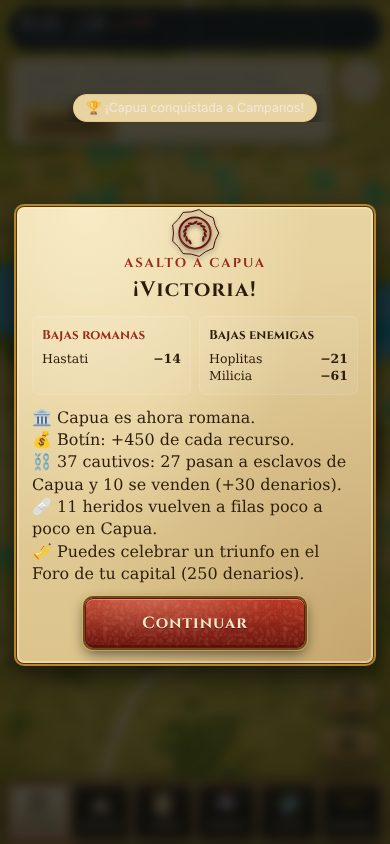 🏆 ¡Capua conquistada a Campanos!
ASALTO A CAPUA
¡VICTORIA!
BAJAS ROMANAS
Hastati −14
BAJAS ENEMIGAS
Hoplitas −21
Milicia −61
🏛️ Capua es ahora romana.
💰 Botín: +450 de cada recurso.
⛓️ 37 cautivos: 27 pasan a esclavos de
Capua y 10 se venden (+30 denarios).
🩹 11 heridos vuelven a filas poco a
poco en Capua.
🎺 Puedes celebrar un triunfo en el
Foro de tu capital (250 denarios).
CONTINUAR